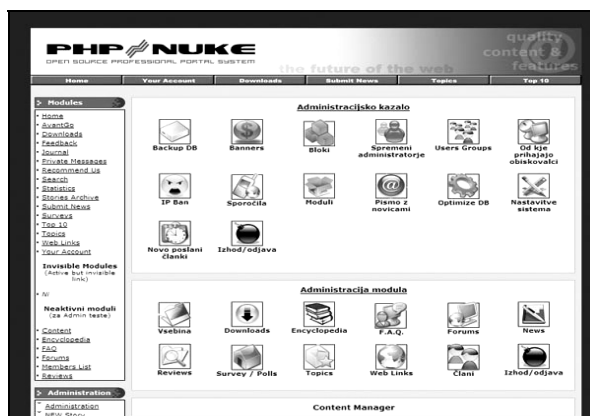 PHP NUKE
OPEN SOURCE PROFESSIONAL PORTAL SYSTEM
quality
content &
features
the future of the web
Home Your Account Downloads Submit News Topics Top 10
Modules
Home
AvantGo
Downloads
Feedback
Journal
Private Messages
Recommend Us
Search
Statistics
Stories Archive
Submit News
Surveys
Top 10
Topics
Web Links
Your Account
Invisible Modules
(Active but invisible
link)
Ni
Neaktivni moduli
(za Admin teste)
Content
Encyclopedia
FAQ
Forums
Members List
Reviews
Administration
Administration
NEW Story
Administracijsko kazalo
Backup DB
Banners
Bloki
Spremeni
administratorje
Users Groups
Od kje
prihajajo
obiskovalci
IP Ban
Sporočila
Moduli
Pismo z
novicami
Optimize DB
Nastavitve
sistema
Novo poslani
članki
Izhod/odjava
Administracija modula
Vsebina
Downloads
Encyclopedia
F.A.Q.
Forums
News
Reviews
Survey / Polls
Topics
Web Links
Člani
Izhod/odjava
Content Manager